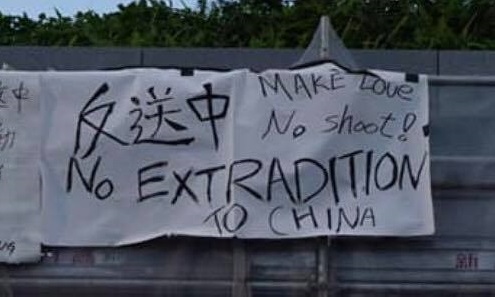 反送中
MAKE Love
No shoot!
No EXTRADITION
TO CHINA